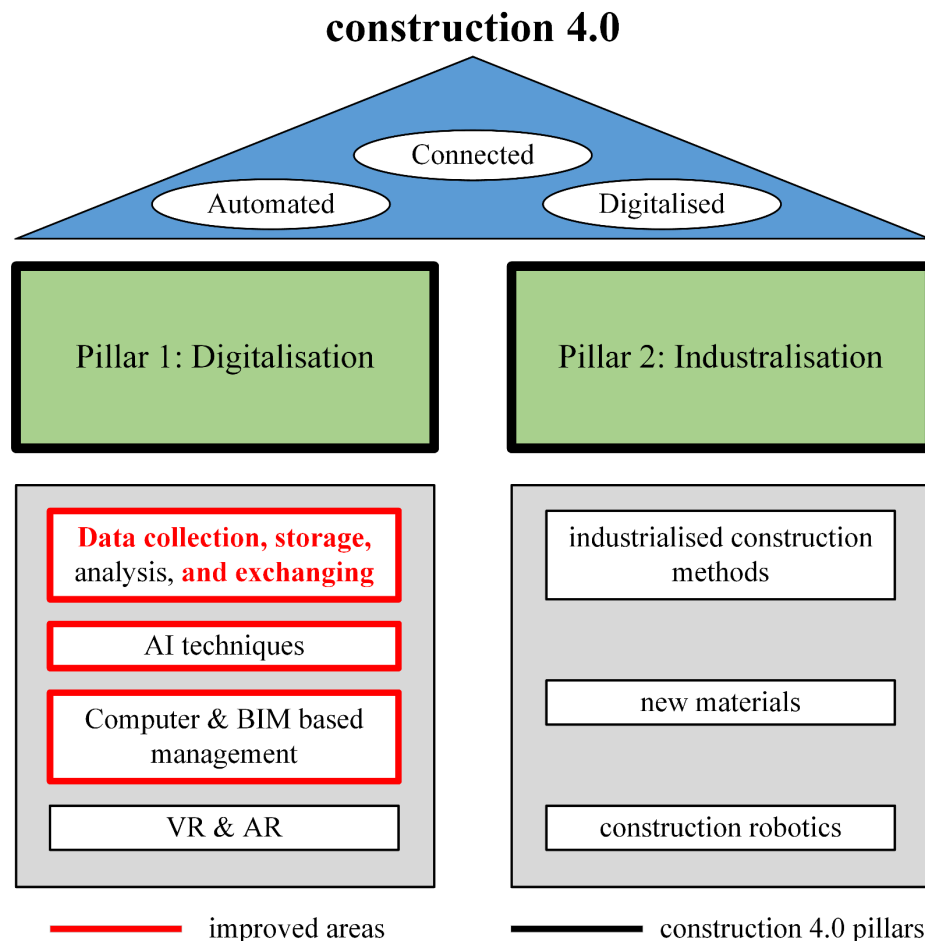 construction 4.0
Connected
Automated
Digitalised
Pillar 1: Digitalisation
Pillar 2: Industralisation
Data collection, storage,
analysis, and exchanging
AI techniques
Computer & BIM based
management
VR & AR
industrialised construction
methods
new materials
construction robotics
improved areas
construction 4.0 pillars